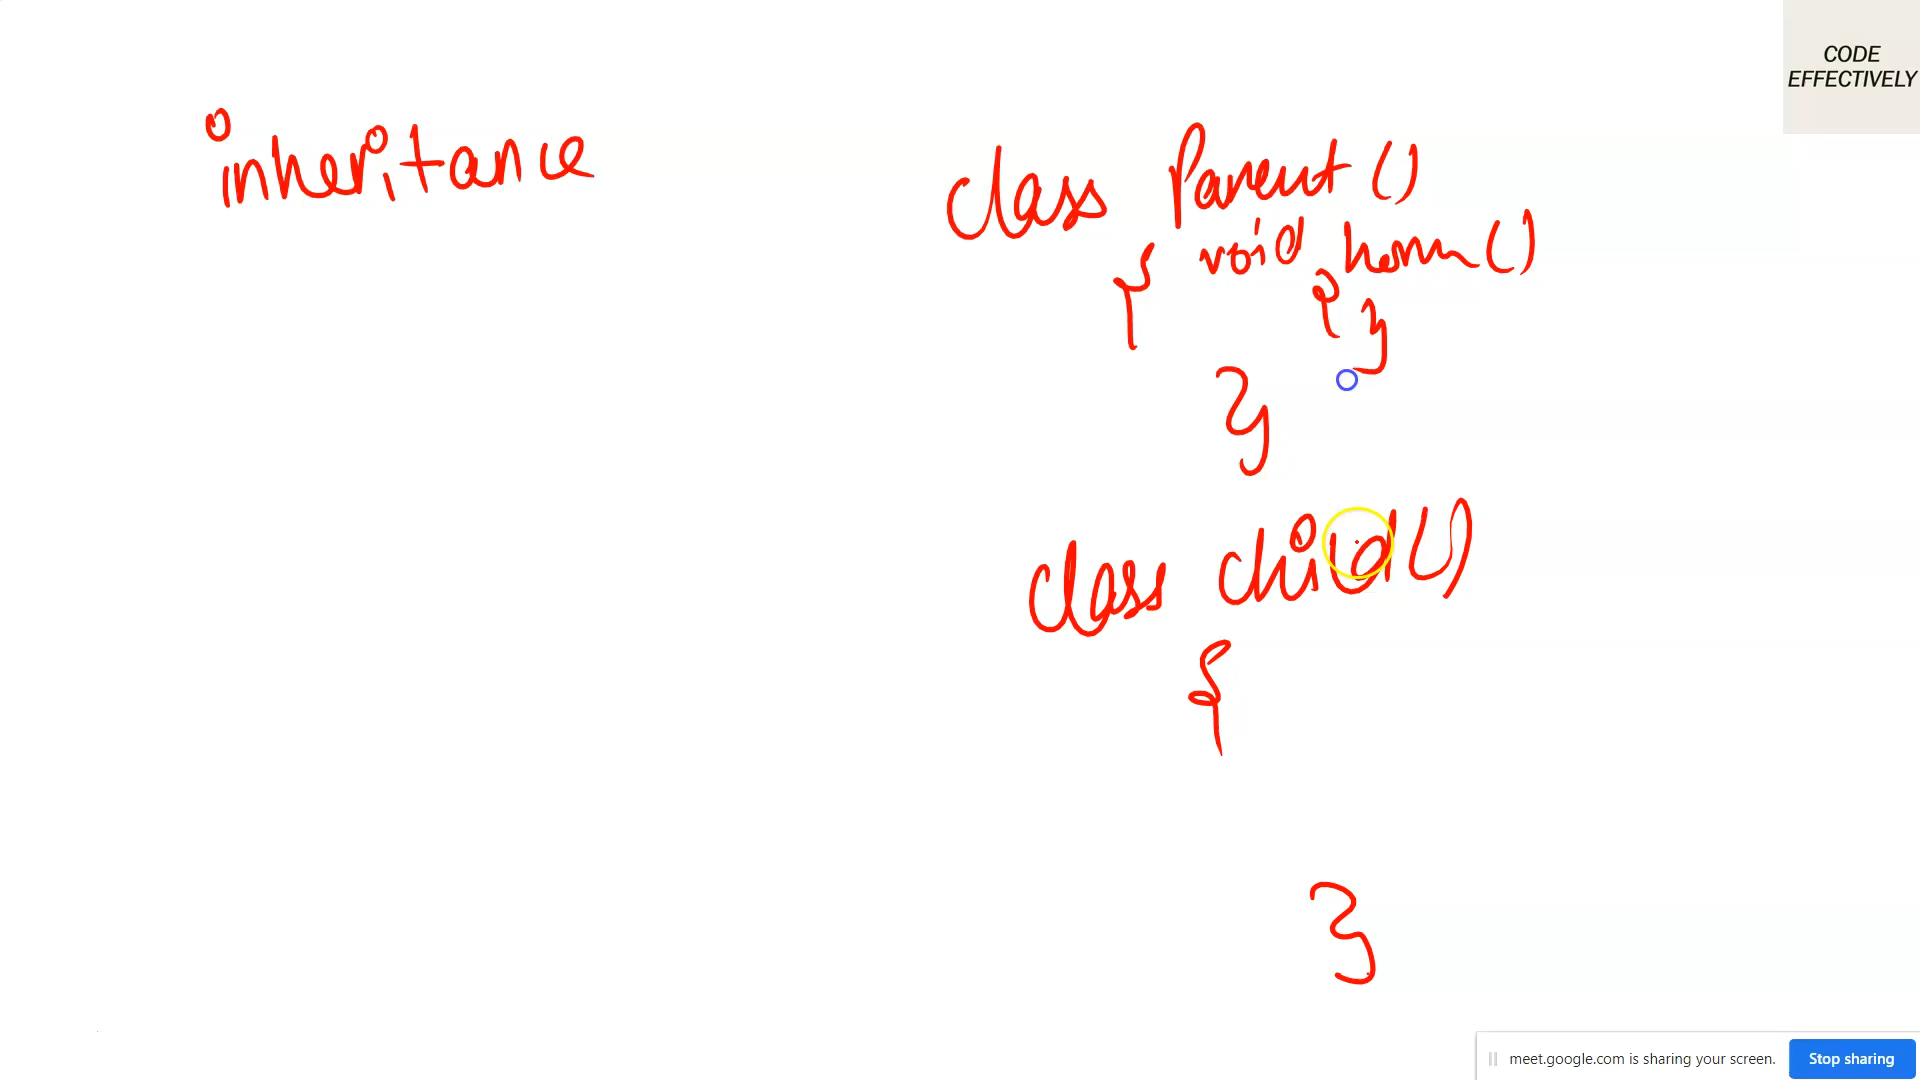 inheritance
class Parent ()
{ void home ()
{ }
}
class child ()
{
}
CODE
EFFECTIVELY
meet.google.com is sharing your screen. Stop sharing